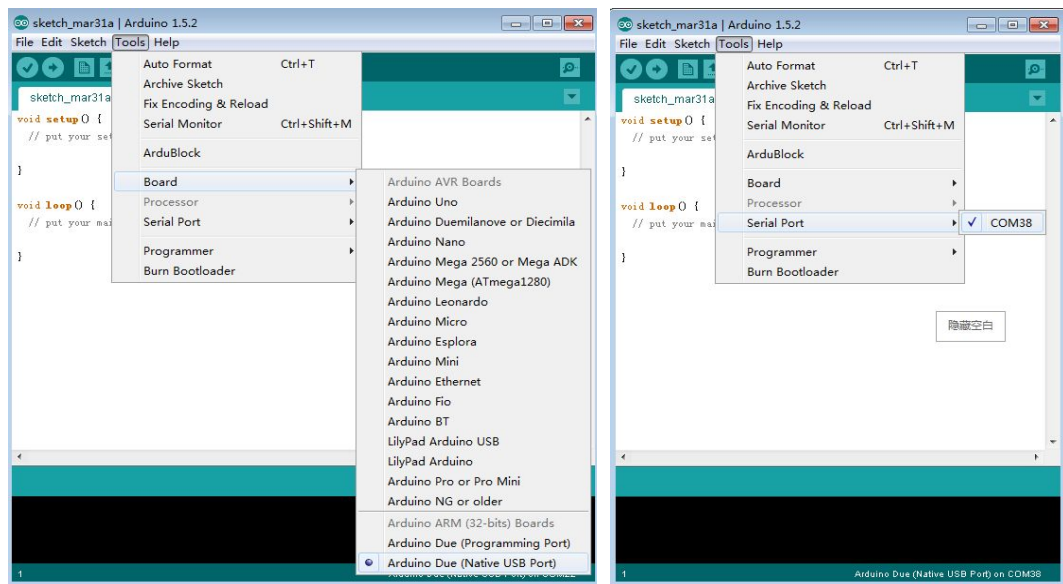 sketch_mar31a | Arduino 1.5.2
File Edit Sketch Tools Help
Auto Format Ctrl+T
Archive Sketch
Fix Encoding & Reload
Serial Monitor Ctrl+Shift+M
ArduBlock
Board
Processor
Serial Port
Programmer
Burn Bootloader
sketch_mar31a
void setup() {
// put your set
}
void loop() {
// put your mai
}
Arduino AVR Boards
Arduino Uno
Arduino Duemilanove or Diecimila
Arduino Nano
Arduino Mega 2560 or Mega ADK
Arduino Mega (ATmega1280)
Arduino Leonardo
Arduino Micro
Arduino Esplora
Arduino Mini
Arduino Ethernet
Arduino Fio
Arduino BT
LilyPad Arduino USB
LilyPad Arduino
Arduino Pro or Pro Mini
Arduino NG or older
Arduino ARM (32-bits) Boards
Arduino Due (Programming Port)
Arduino Due (Native USB Port)
1
sketch_mar31a | Arduino 1.5.2
File Edit Sketch Tools Help
Auto Format Ctrl+T
Archive Sketch
Fix Encoding & Reload
Serial Monitor Ctrl+Shift+M
ArduBlock
Board
Processor
Serial Port
Programmer
Burn Bootloader
COM38
sketch_mar31a
void setup() {
// put your set
}
void loop() {
// put your mai
}
隐藏空白
1 Arduino Due (Native USB Port) on COM38